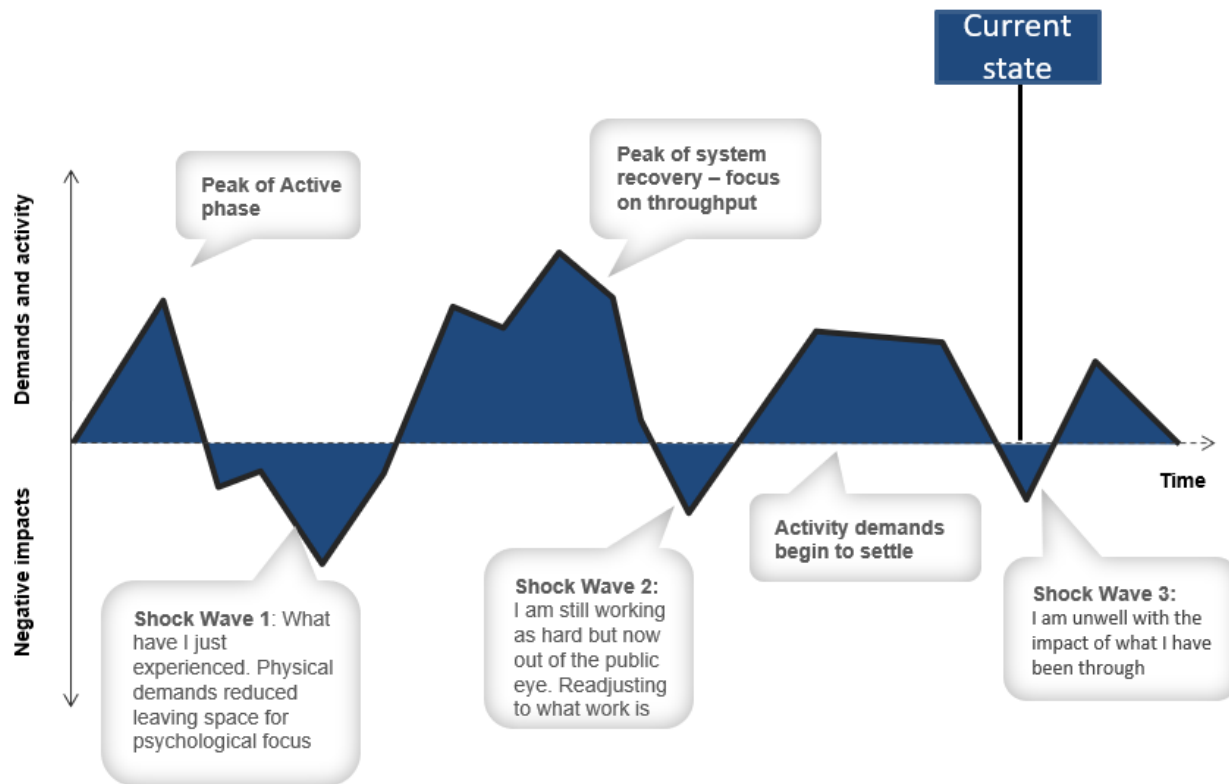 Current
state
Peak of Active
phase
Peak of system
recovery – focus
on throughput
Demands and activity
Negative impacts
Time
Activity demands
begin to settle
Shock Wave 1: What
have I just
experienced. Physical
demands reduced
leaving space for
psychological focus
Shock Wave 2:
I am still working
as hard but now
out of the public
eye. Readjusting
to what work is
Shock Wave 3:
I am unwell with the
impact of what I have
been through